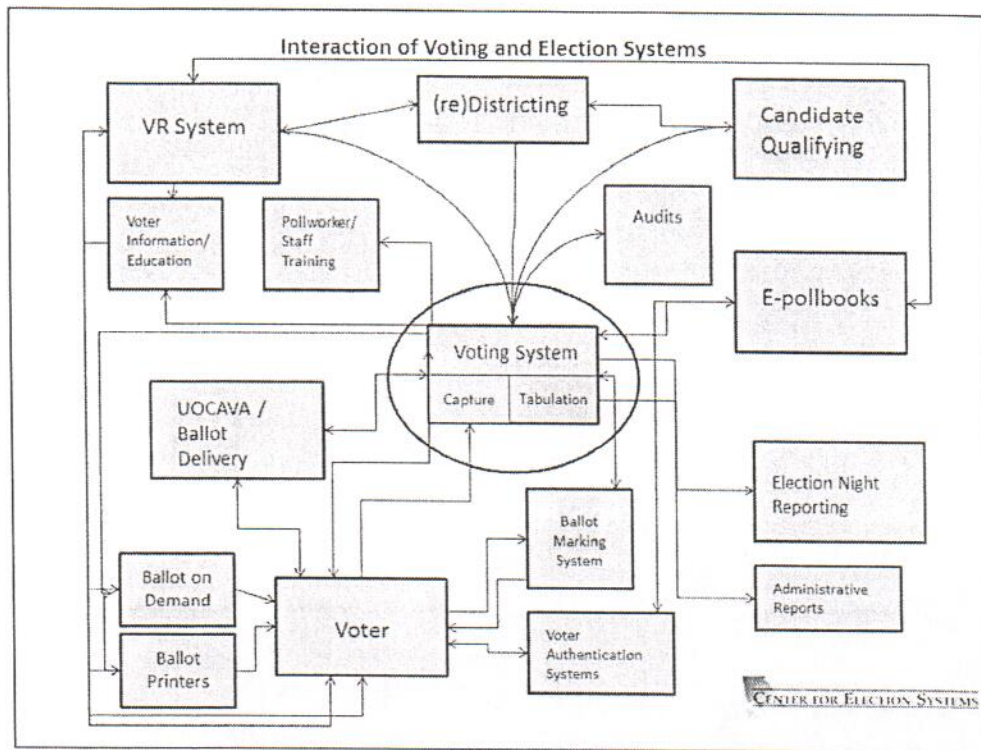 Interaction of Voting and Election Systems
VR System
(re)Districting
Candidate
Qualifying
Voter
Information/
Education
Pollworker/
Staff
Training
Audits
E-pollbooks
Voting System
Capture
Tabulation
UOCAVA /
Ballot
Delivery
Election Night
Reporting
Ballot
Marking
System
Ballot on
Demand
Administrative
Reports
Voter
Voter
Authentication
Systems
Ballot
Printers
CENTER FOR ELECTION SYSTEMS